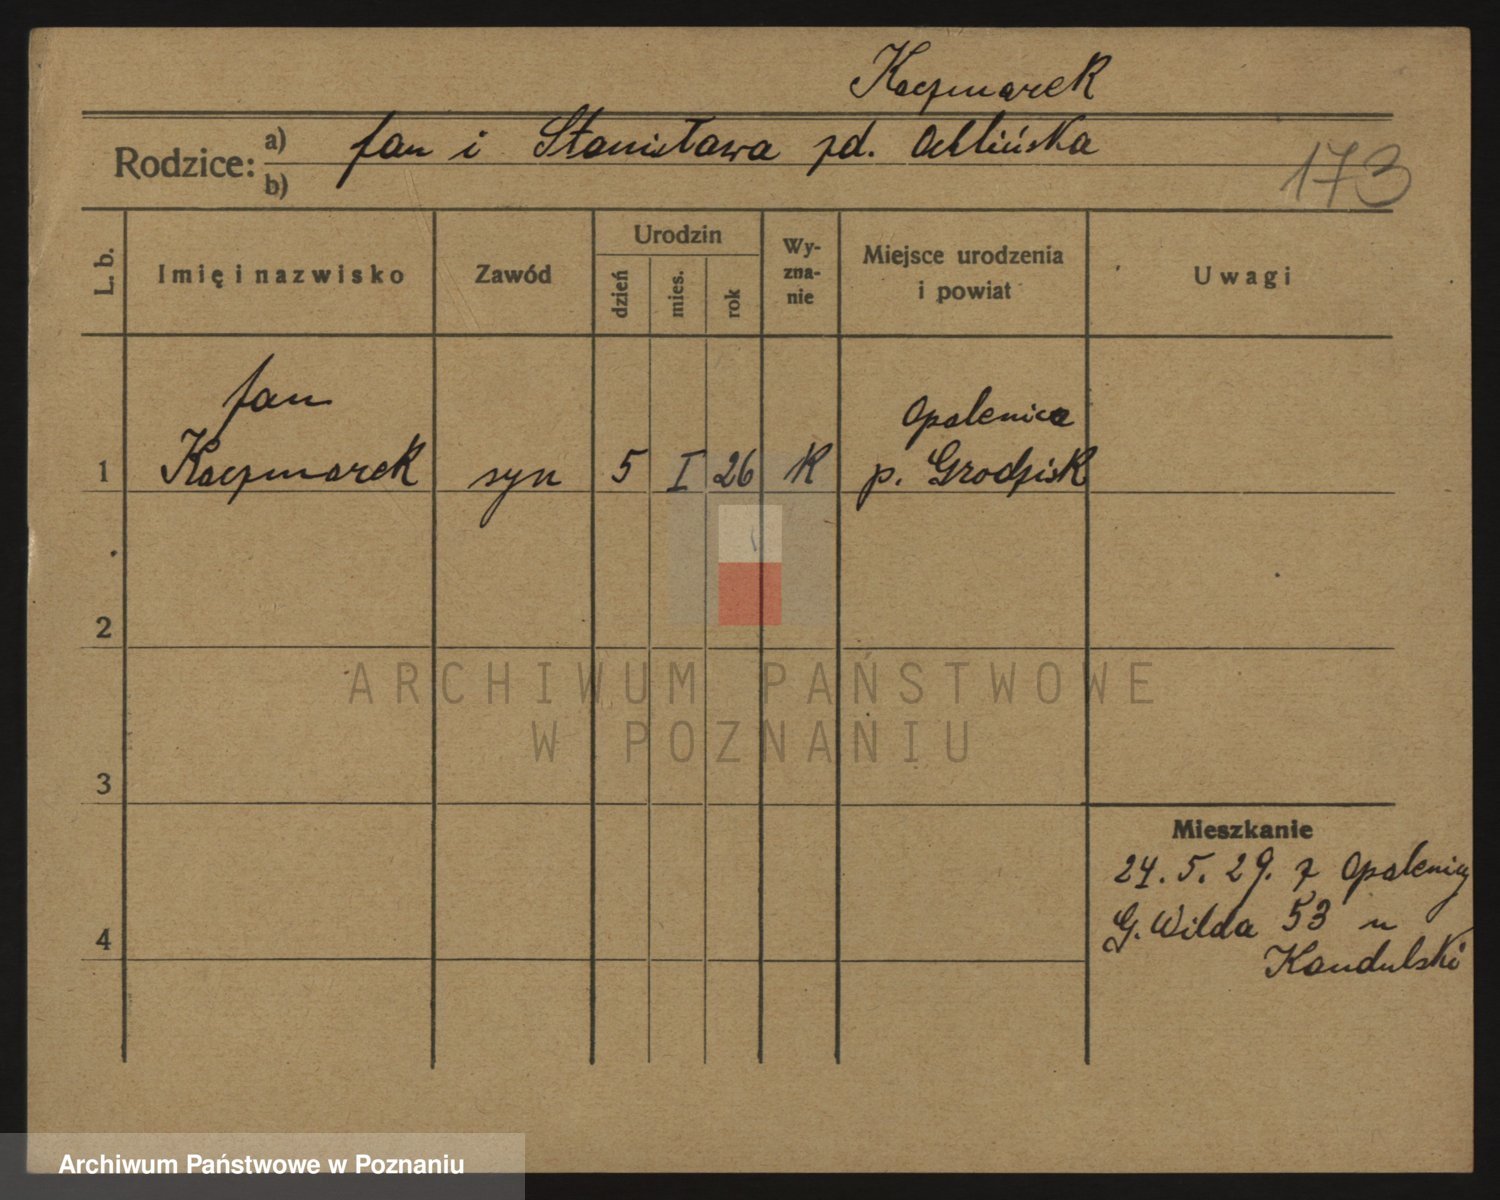 Kaczmarek
Rodzice: a) Jan i Stanisława zd.
b)
173
L. b.
Imię i nazwisko
Zawód
Urodzin
dzień
mies.
rok
Wy-
zna-
nie
Miejsce urodzenia
i powiat
Uwagi
Jan
Kaczmarek
1
syn
5 I 26
K
Opalenica
p. Grodzisk
2
3
4
Mieszkanie
24. 5. 29. z Opalenicy
G. Wilda 53 u
Kandulski
ARCHIWUM PAŃSTWOWE
W POZNANIU
Archiwum Państwowe w Poznaniu